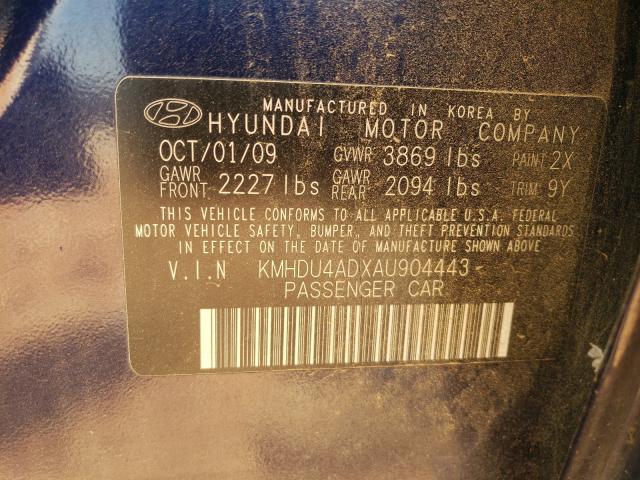 MANUFACTURED IN KOREA BY
HYUNDAI MOTOR COMPANY
OCT/01/09 GVWR 3869 lbs PAINT 2X
GAWR FRONT 2227 lbs GAWR REAR 2094 lbs TRIM 9Y
THIS VEHICLE CONFORMS TO ALL APPLICABLE U.S.A. FEDERAL
MOTOR VEHICLE SAFETY, BUMPER, AND THEFT PREVENTION STANDARDS
IN EFFECT ON THE DATE OF MANUFACTURE SHOWN ABOVE
V.I.N KMHDU4ADXAU904443
PASSENGER CAR